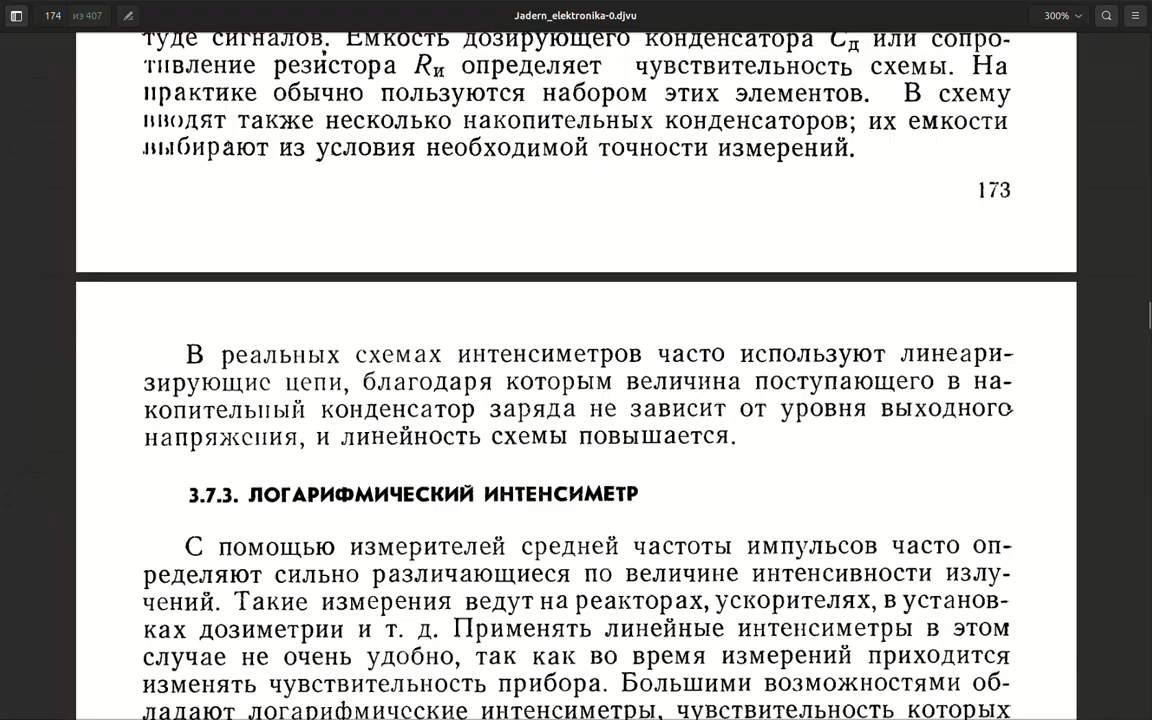 174 из 407
Jadern_elektronika-0.djvu
300%
туде сигналов. Емкость дозирующего конденсатора Cд или сопро-
тивление резистора Rи определяет чувствительность схемы. На
практике обычно пользуются набором этих элементов. В схему
вводят также несколько накопительных конденсаторов; их емкости
выбирают из условия необходимой точности измерений.
173
В реальных схемах интенсиметров часто используют линеари-
зирующие цепи, благодаря которым величина поступающего в на-
копительный конденсатор заряда не зависит от уровня выходного
напряжения, и линейность схемы повышается.
3.7.3. ЛОГАРИФМИЧЕСКИЙ ИНТЕНСИМЕТР
С помощью измерителей средней частоты импульсов часто оп-
ределяют сильно различающиеся по величине интенсивности излу-
чений. Такие измерения ведут на реакторах, ускорителях, в установ-
ках дозиметрии и т. д. Применять линейные интенсиметры в этом
случае не очень удобно, так как во время измерений приходится
изменять чувствительность прибора. Большими возможностями об-
ладают логарифмические интенсиметры, чувствительность которых